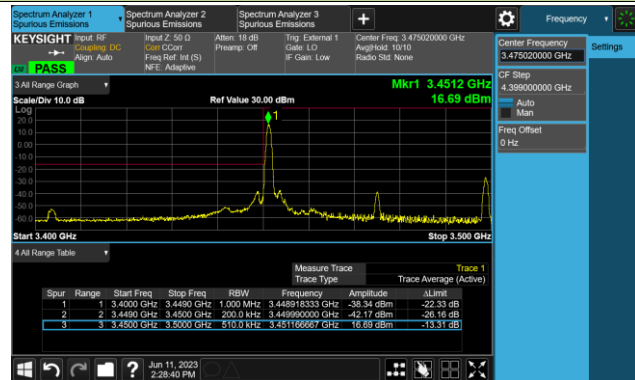 Spectrum Analyzer 1
Spurious Emissions
Spectrum Analyzer 2
Spurious Emissions
Spectrum Analyzer 3
Spurious Emissions
Frequency
KEYSIGHT
Input: RF
Coupling: DC
Align: Auto
Input Z: 50 Ω
Corr CCorr
Freq Ref: Int (S)
NFE: Adaptive
Atten: 18 dB
Preamp: Off
Trig: External 1
Gate: LO
IF Gain: Low
Center Freq: 3.475020000 GHz
Avg|Hold: 10/10
Radio Std: None
PASS
Center Frequency
3.475020000 GHz
Settings
CF Step
4.399000000 GHz
Auto
Man
Freq Offset
0 Hz
3 All Range Graph
Mkr1 3.4512 GHz
Scale/Div 10.0 dB
Ref Value 30.00 dBm
16.69 dBm
Log
1
20.0
10.0
0.00
-10.0
-20.0
-30.0
-40.0
-50.0
-60.0
Start 3.400 GHz
Stop 3.500 GHz
4 All Range Table
Measure Trace Trace 1
Trace Type Trace Average (Active)
Spur Range Start Freq Stop Freq RBW Frequency Amplitude ΔLimit
1 1 3.4000 GHz 3.4490 GHz 1.000 MHz 3.448918333 GHz -38.34 dBm -22.33 dB
2 2 3.4490 GHz 3.4500 GHz 200.0 kHz 3.449990000 GHz -42.17 dBm -26.16 dB
3 3 3.4500 GHz 3.5000 GHz 510.0 kHz 3.451166667 GHz 16.69 dBm -13.31 dB
Jun 11, 2023
2:28:40 PM